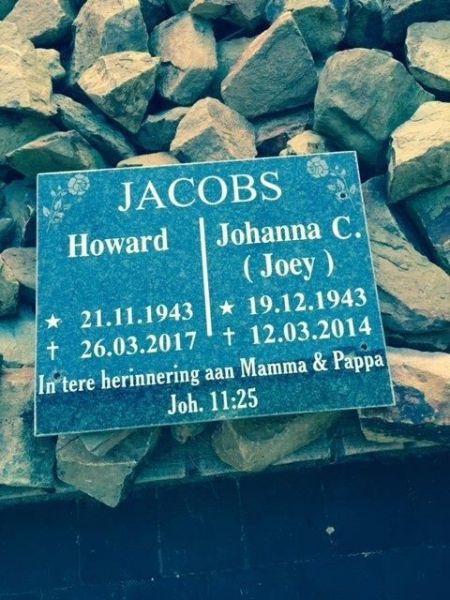 JACOBS
Howard
★ 21.11.1943
† 26.03.2017
Johanna C.
( Joey )
★ 19.12.1943
† 12.03.2014
In tere herinnering aan Mamma & Pappa
Joh. 11:25